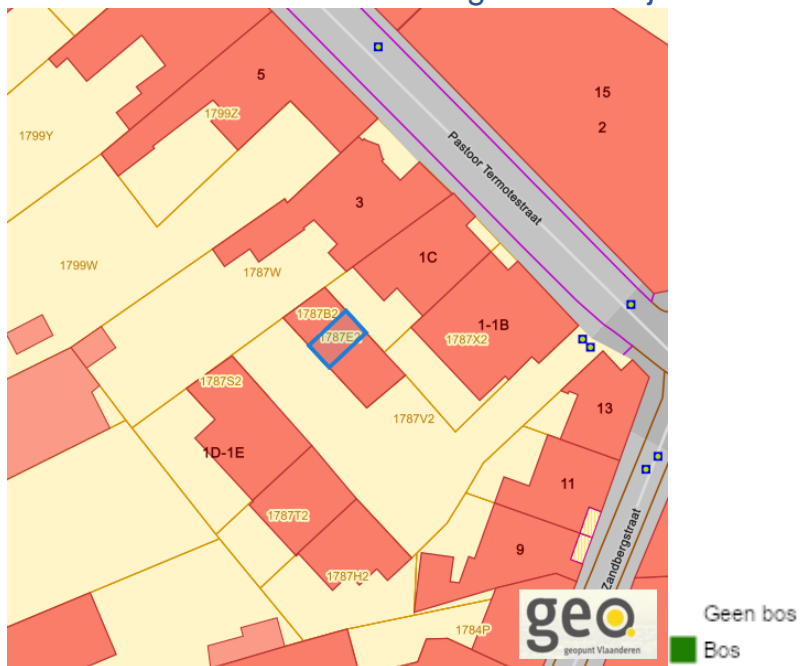 5
15
2
1799Z
1799Y
Pastoor Termotestraat
3
1C
1799W
1787W
1787B2
1787E2
1-1B
1787X2
1787S2
13
1787V2
1D-1E
11
1787T2
9
Zandbergstraat
1787H2
1784P
geo
geopunt Vlaanderen
Geen bos
Bos